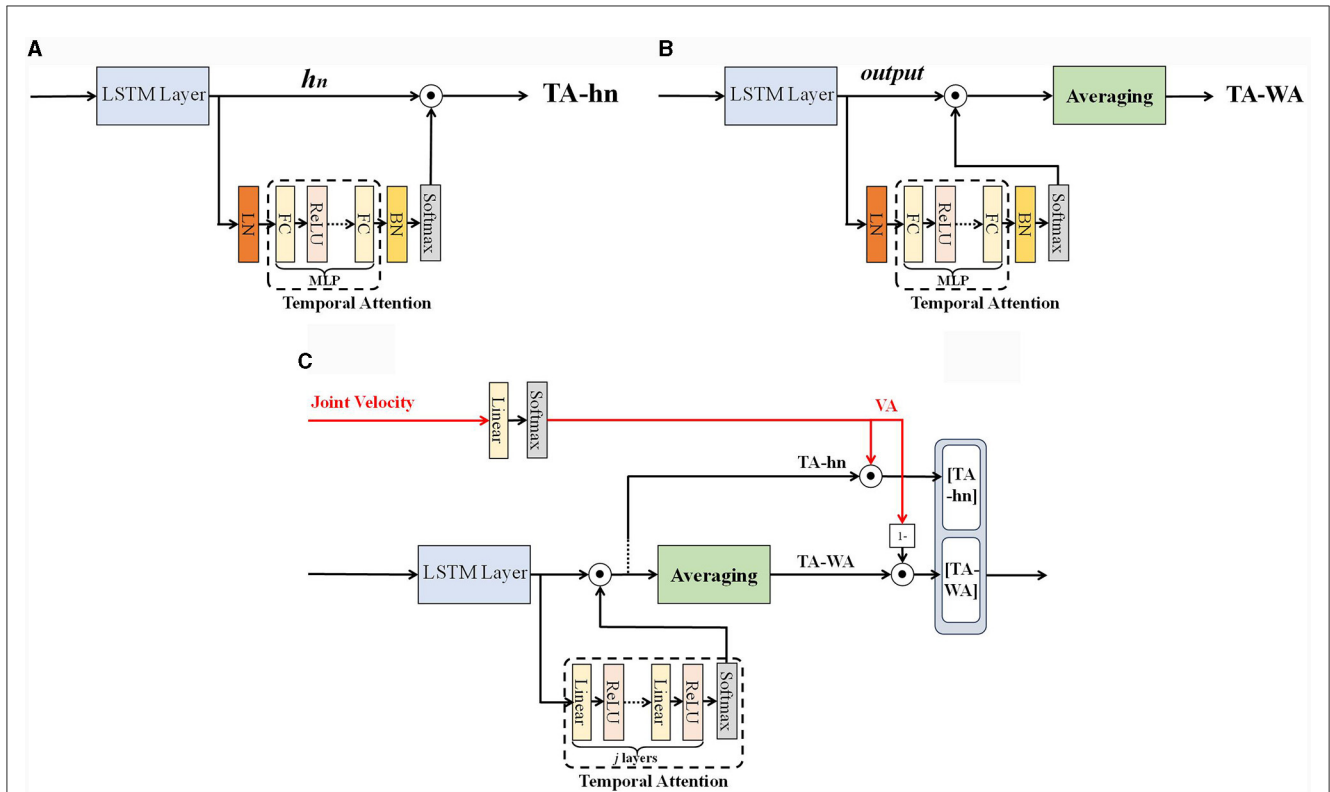 A
LSTM Layer
hn
TA-hn
LN
FC
ReLU
FC
BN
Softmax
MLP
Temporal Attention
B
LSTM Layer
output
Averaging
TA-WA
LN
FC
ReLU
FC
BN
Softmax
MLP
Temporal Attention
C
Joint Velocity
Linear
Softmax
VA
TA-hn
[TA
-hn]
1-
LSTM Layer
Averaging
TA-WA
[TA-
WA]
Linear
ReLU
Linear
ReLU
Softmax
j layers
Temporal Attention